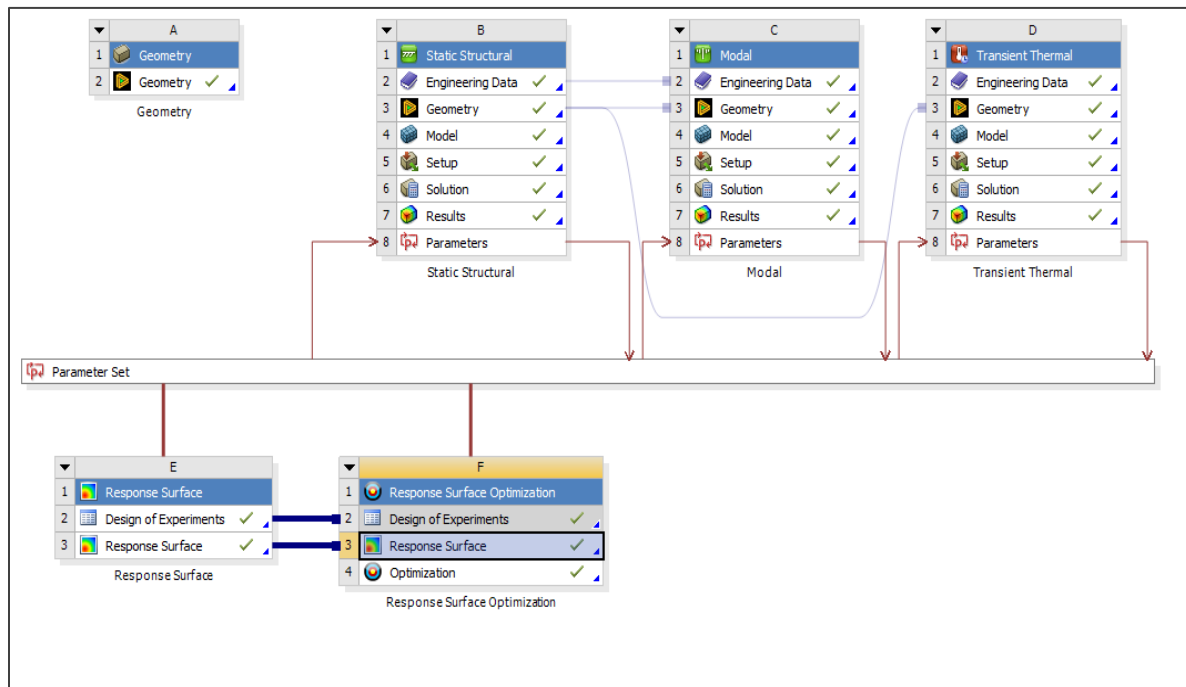 A
1 Geometry
2 Geometry
Geometry
B
1 Static Structural
2 Engineering Data
3 Geometry
4 Model
5 Setup
6 Solution
7 Results
8 Parameters
Static Structural
C
1 Modal
2 Engineering Data
3 Geometry
4 Model
5 Setup
6 Solution
7 Results
8 Parameters
Modal
D
1 Transient Thermal
2 Engineering Data
3 Geometry
4 Model
5 Setup
6 Solution
7 Results
8 Parameters
Transient Thermal
Parameter Set
E
1 Response Surface
2 Design of Experiments
3 Response Surface
Response Surface
F
1 Response Surface Optimization
2 Design of Experiments
3 Response Surface
4 Optimization
Response Surface Optimization